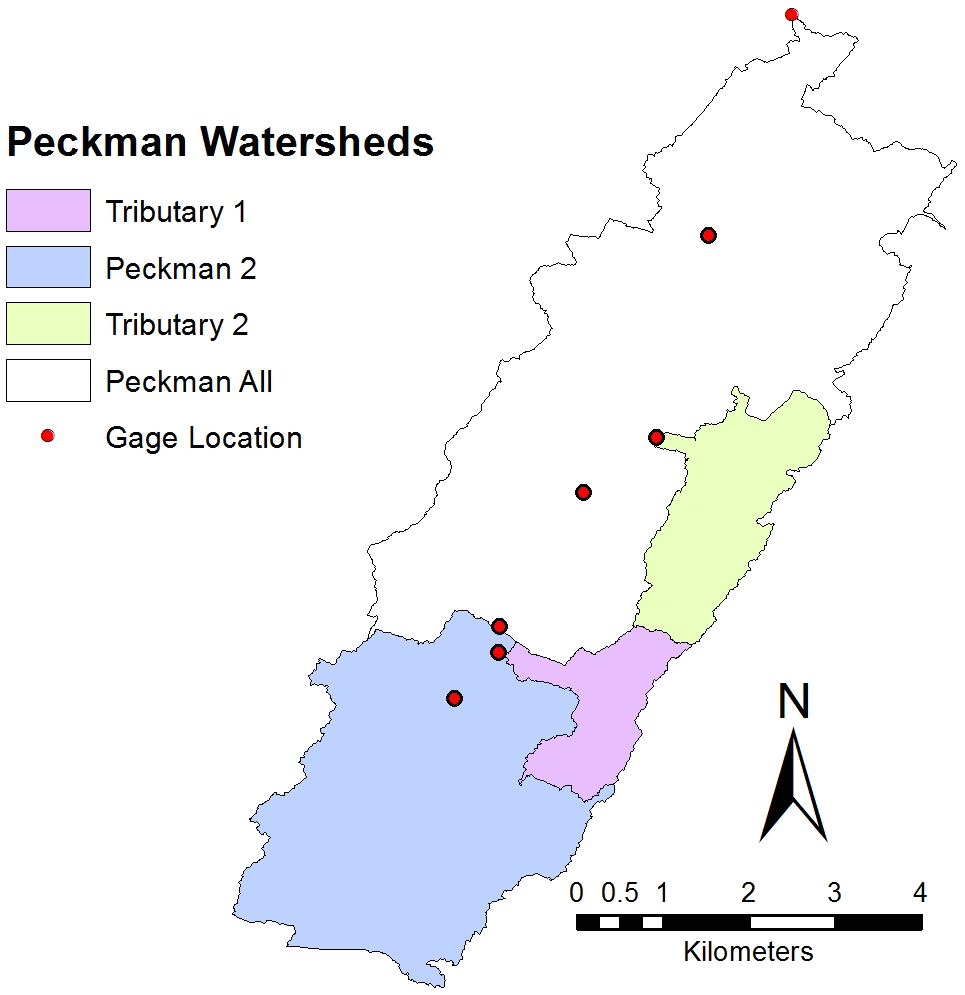 Peckman Watersheds
Tributary 1
Peckman 2
Tributary 2
Peckman All
Gage Location
N
0 0.5 1 2 3 4
Kilometers